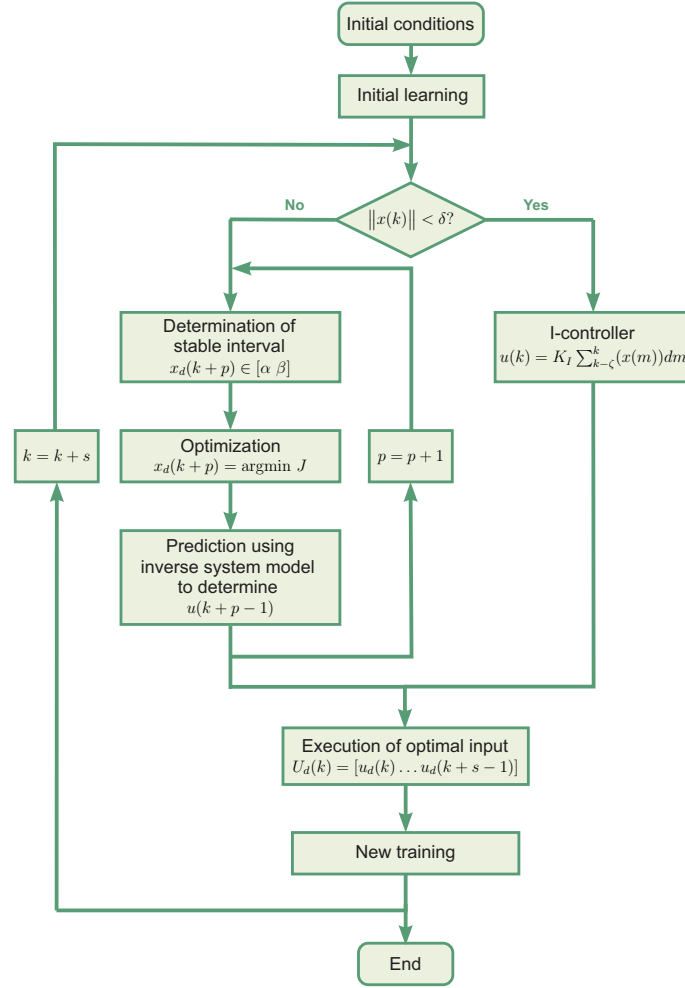 Initial conditions
Initial learning
‖x(k)‖ < δ?
No
Yes
Determination of
stable interval
x_d(k + p) ∈ [α β]
I-controller
u(k) = K_I ∑_{k−ζ}^{k}(x(m))dm
k = k + s
Optimization
x_d(k + p) = argmin J
p = p + 1
Prediction using
inverse system model
to determine
u(k + p − 1)
Execution of optimal input
U_d(k) = [u_d(k) . . . u_d(k + s − 1)]
New training
End